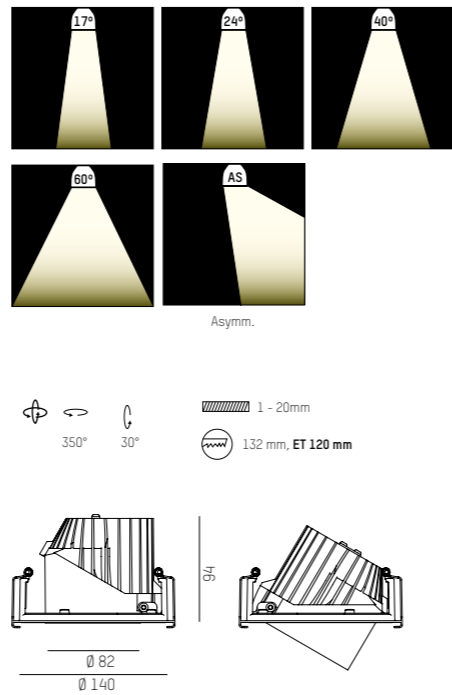 17°
24°
40°
60°
AS
Asymm.
350°
30°
1 - 20mm
132 mm, ET 120 mm
94
Ø 82
Ø 140